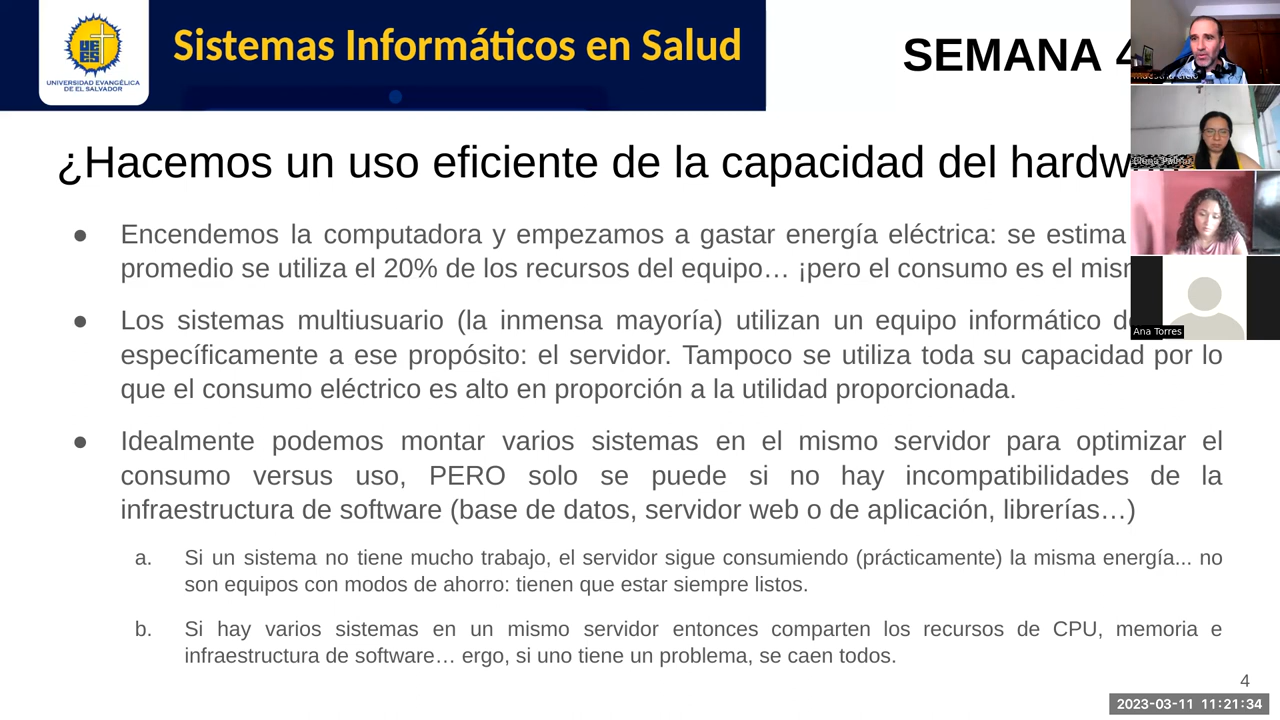 Sistemas Informáticos en Salud
UNIVERSIDAD EVANGÉLICA
DE EL SALVADOR
SEMANA 4
¿Hacemos un uso eficiente de la capacidad del
● Encendemos la computadora y empezamos a gastar energía eléctrica: se estima
promedio se utiliza el 20% de los recursos del equipo… ¡pero el consumo es el
● Los sistemas multiusuario (la inmensa mayoría) utilizan un equipo informático
específicamente a ese propósito: el servidor. Tampoco se utiliza toda su capacidad por lo
que el consumo eléctrico es alto en proporción a la utilidad proporcionada.
● Idealmente podemos montar varios sistemas en el mismo servidor para optimizar el
consumo versus uso, PERO solo se puede si no hay incompatibilidades de la
infraestructura de software (base de datos, servidor web o de aplicación, librerías…)
a. Si un sistema no tiene mucho trabajo, el servidor sigue consumiendo (prácticamente) la misma energía... no
son equipos con modos de ahorro: tienen que estar siempre listos.
b. Si hay varios sistemas en un mismo servidor entonces comparten los recursos de CPU, memoria e
infraestructura de software… ergo, si uno tiene un problema, se caen todos.
Ana Torres
4
2023-03-11 11:21:34